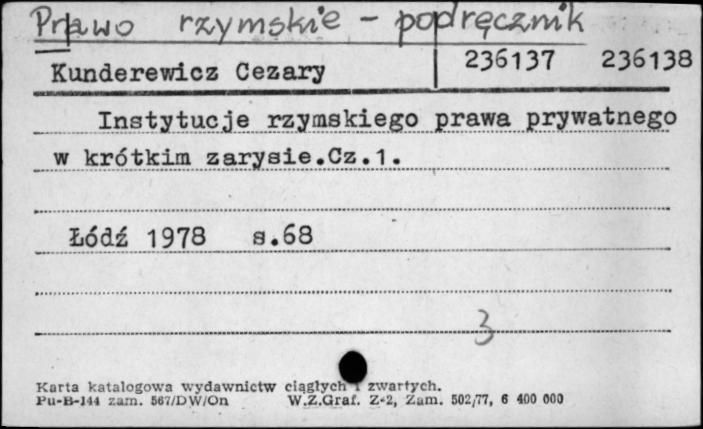 Prawo rzymskie - podręcznik
Kunderewicz Cezary 236137 236138
Instytucje rzymskiego prawa prywatnego
w krótkim zarysie.Cz.1.
Łódź 1978 s.68
3
Karta katalogowa wydawnictw ciągłych i zwartych.
Pu-B-144 zam. 567/DW/On W.Z.Graf. Z-2, Zam. 502/77, 6 400 000